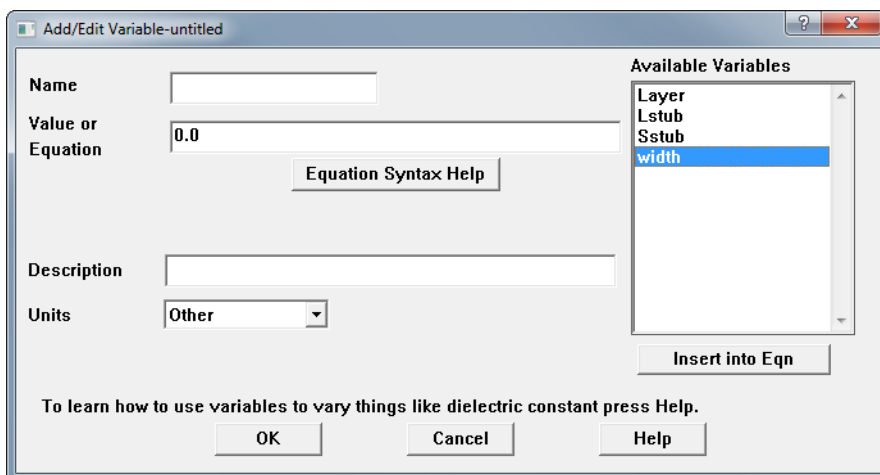 Add/Edit Variable-untitled
Name
Value or
Equation
0.0
Equation Syntax Help
Description
Units
Other
Available Variables
Layer
Lstub
Sstub
width
Insert into Eqn
To learn how to use variables to vary things like dielectric constant press Help.
OK
Cancel
Help